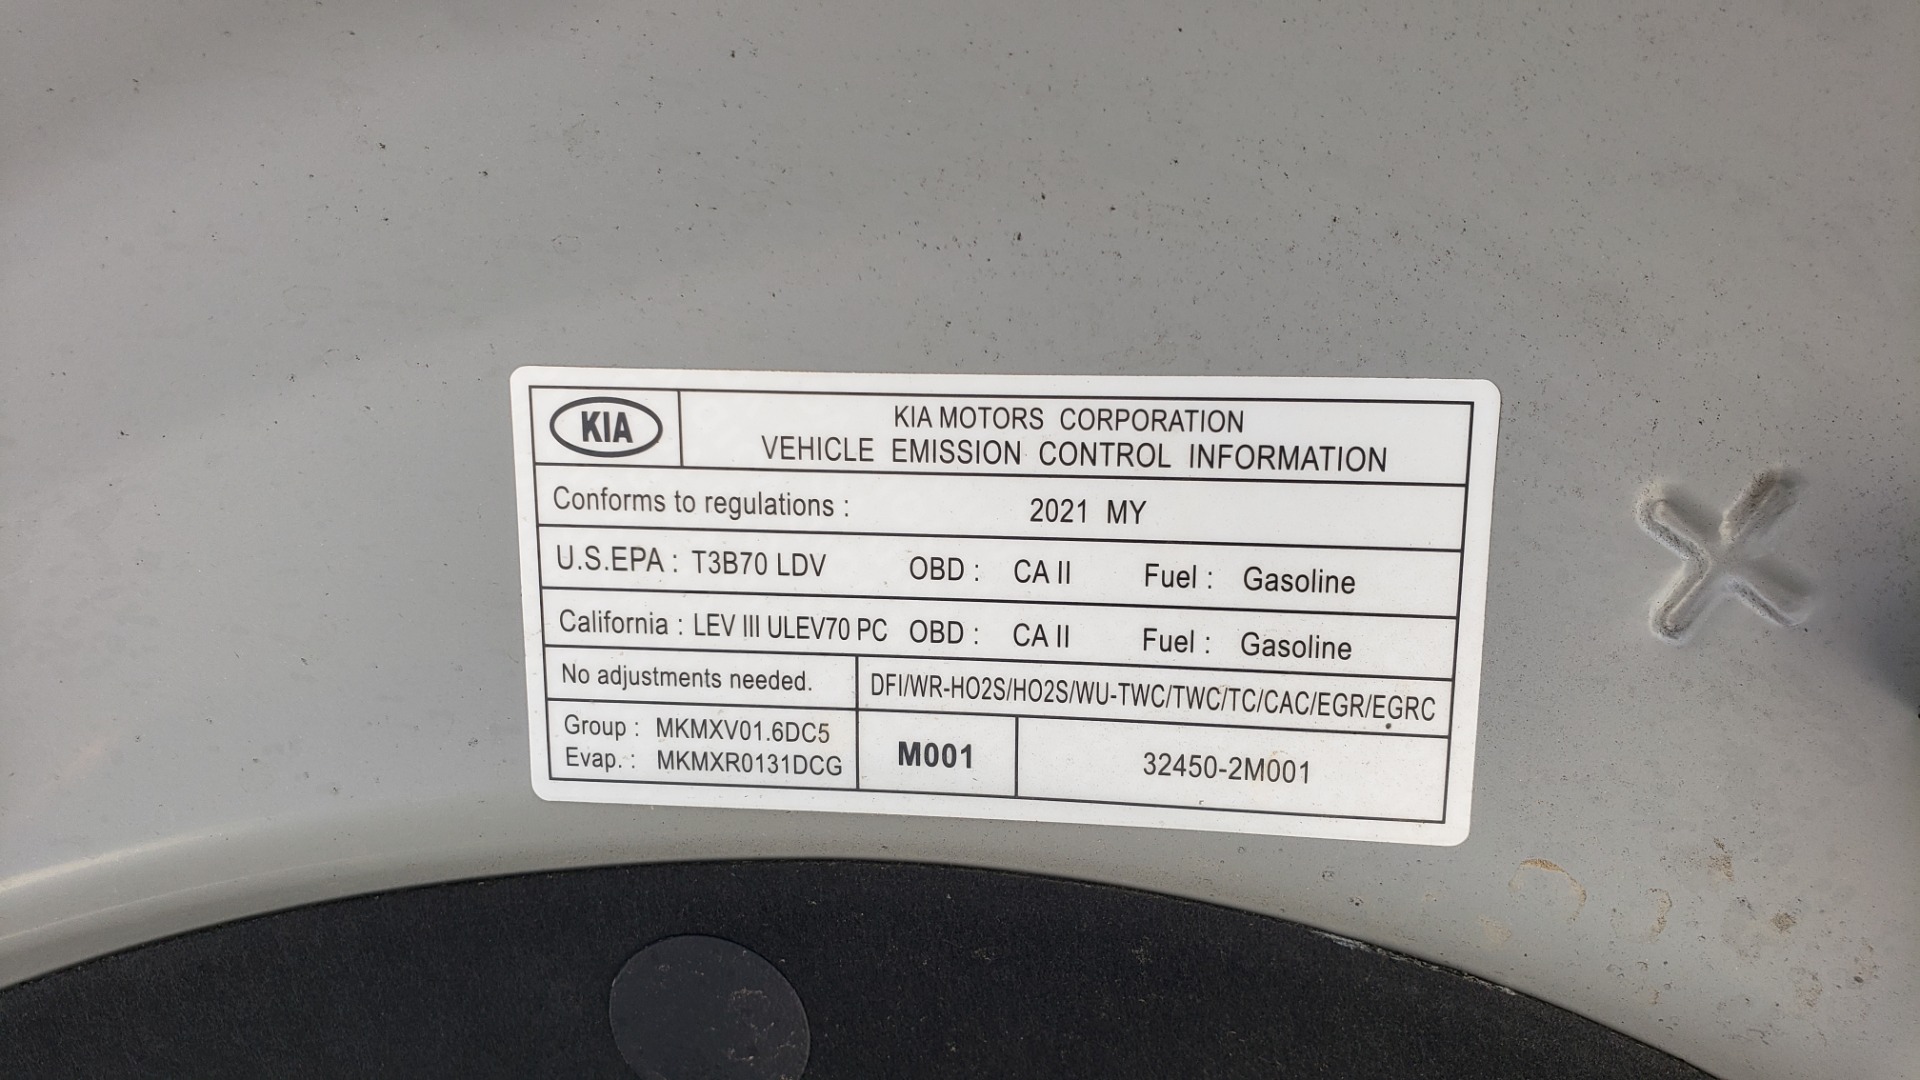 KIA
KIA MOTORS CORPORATION
VEHICLE EMISSION CONTROL INFORMATION
Conforms to regulations : 2021 MY
U.S.EPA : T3B70 LDV OBD : CA II Fuel : Gasoline
California : LEV III ULEV70 PC OBD : CA II Fuel : Gasoline
No adjustments needed. DFI/WR-HO2S/HO2S/WU-TWC/TWC/TC/CAC/EGR/EGRC
Group : MKMXV01.6DC5
Evap. : MKMXR0131DCG
M001
32450-2M001